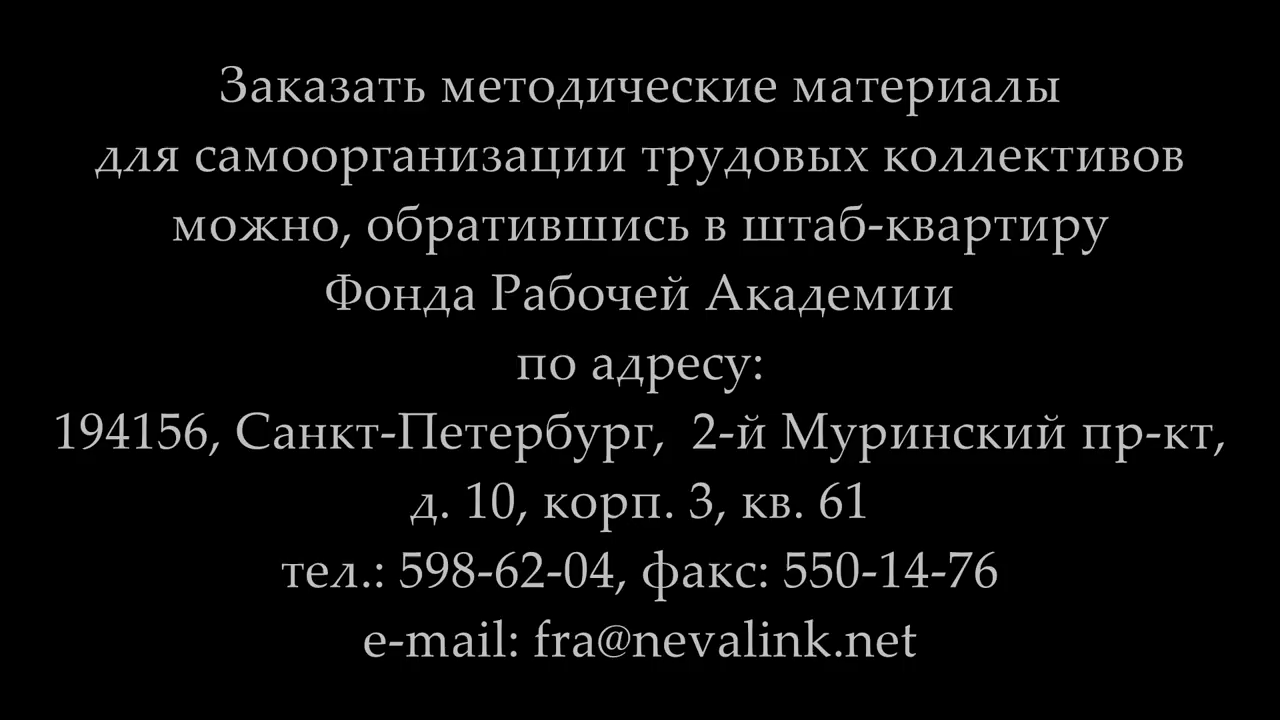 Заказать методические материалы
для самоорганизации трудовых коллективов
можно, обратившись в штаб-квартиру
Фонда Рабочей Академии
по адресу:
194156, Санкт-Петербург,  2-й Муринский пр-кт,
д. 10, корп. 3, кв. 61
тел.: 598-62-04, факс: 550-14-76
e-mail: fra@nevalink.net